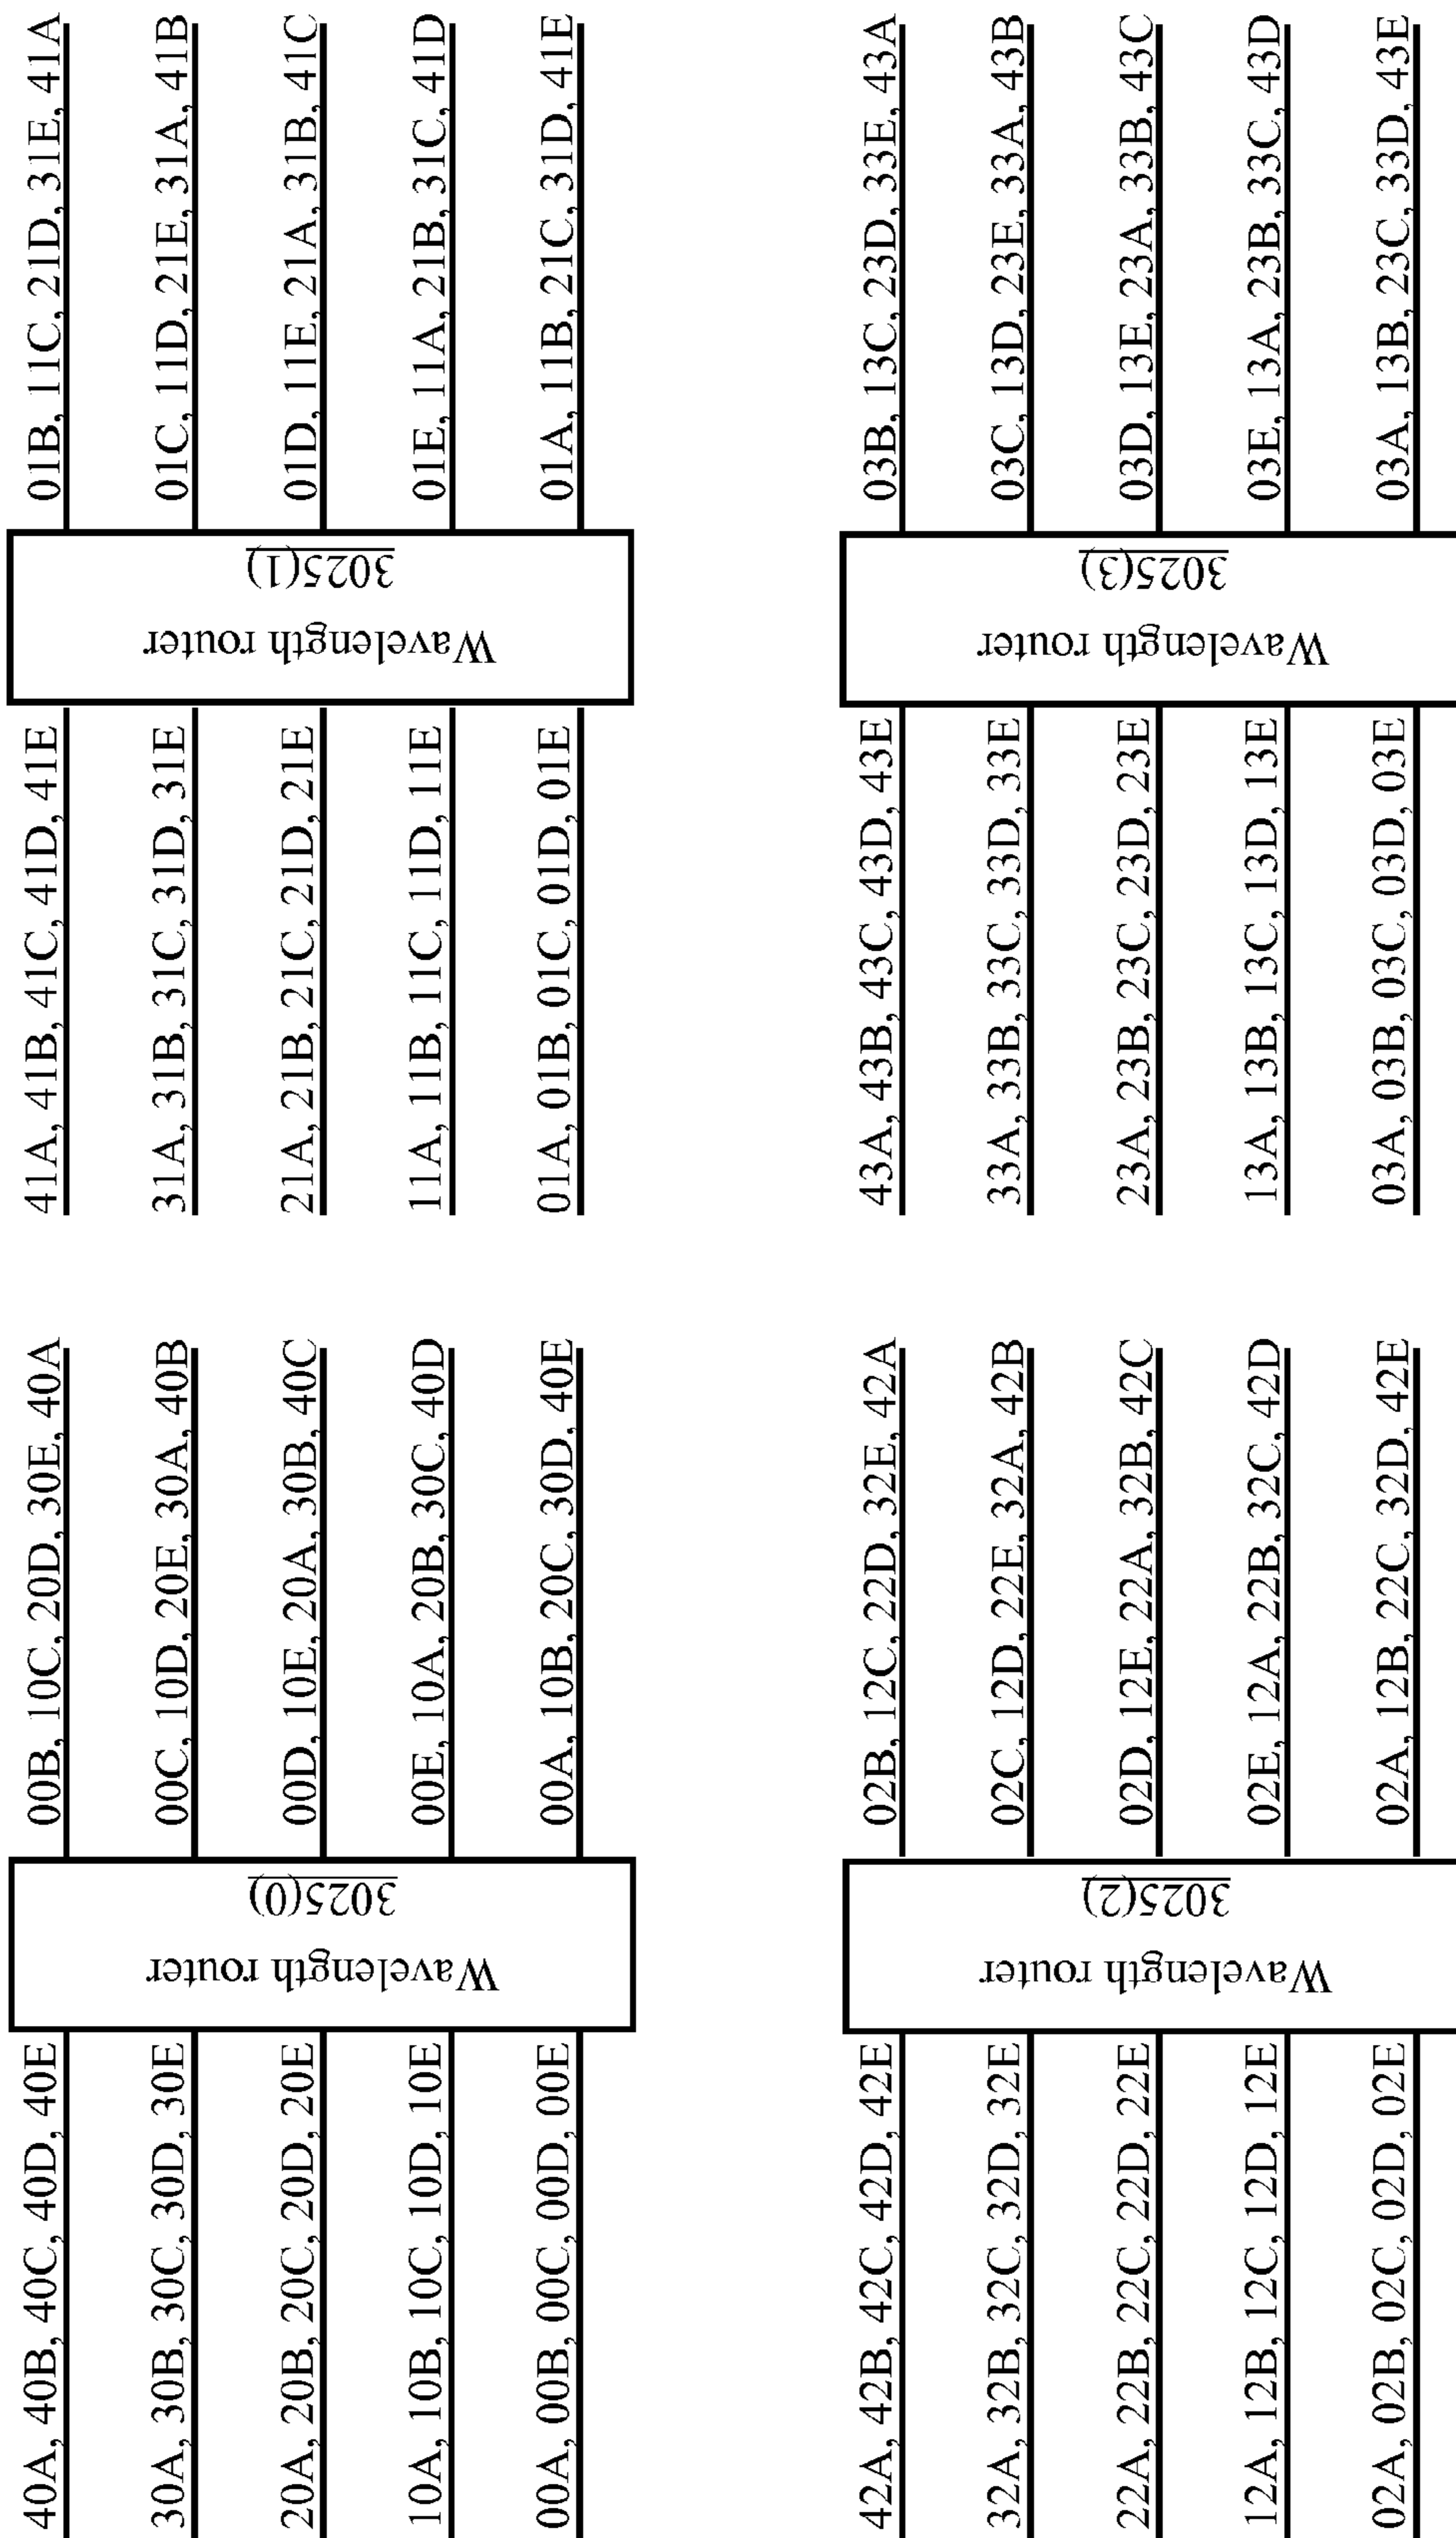 40A, 40B, 40C, 40D, 40E
30A, 30B, 30C, 30D, 30E
20A, 20B, 20C, 20D, 20E
10A, 10B, 10C, 10D, 10E
00A, 00B, 00C, 00D, 00E
Wavelength router
3025(0)
00B, 10C, 20D, 30E, 40A
00C, 10D, 20E, 30A, 40B
00D, 10E, 20A, 30B, 40C
00E, 10A, 20B, 30C, 40D
00A, 10B, 20C, 30D, 40E
41A, 41B, 41C, 41D, 41E
31A, 31B, 31C, 31D, 31E
21A, 21B, 21C, 21D, 21E
11A, 11B, 11C, 11D, 11E
01A, 01B, 01C, 01D, 01E
Wavelength router
3025(1)
01B, 11C, 21D, 31E, 41A
01C, 11D, 21E, 31A, 41B
01D, 11E, 21A, 31B, 41C
01E, 11A, 21B, 31C, 41D
01A, 11B, 21C, 31D, 41E
42A, 42B, 42C, 42D, 42E
32A, 32B, 32C, 32D, 32E
22A, 22B, 22C, 22D, 22E
12A, 12B, 12C, 12D, 12E
02A, 02B, 02C, 02D, 02E
Wavelength router
3025(2)
02B, 12C, 22D, 32E, 42A
02C, 12D, 22E, 32A, 42B
02D, 12E, 22A, 32B, 42C
02E, 12A, 22B, 32C, 42D
02A, 12B, 22C, 32D, 42E
43A, 43B, 43C, 43D, 43E
33A, 33B, 33C, 33D, 33E
23A, 23B, 23C, 23D, 23E
13A, 13B, 13C, 13D, 13E
03A, 03B, 03C, 03D, 03E
Wavelength router
3025(3)
03B, 13C, 23D, 33E, 43A
03C, 13D, 23E, 33A, 43B
03D, 13E, 23A, 33B, 43C
03E, 13A, 23B, 33C, 43D
03A, 13B, 23C, 33D, 43E